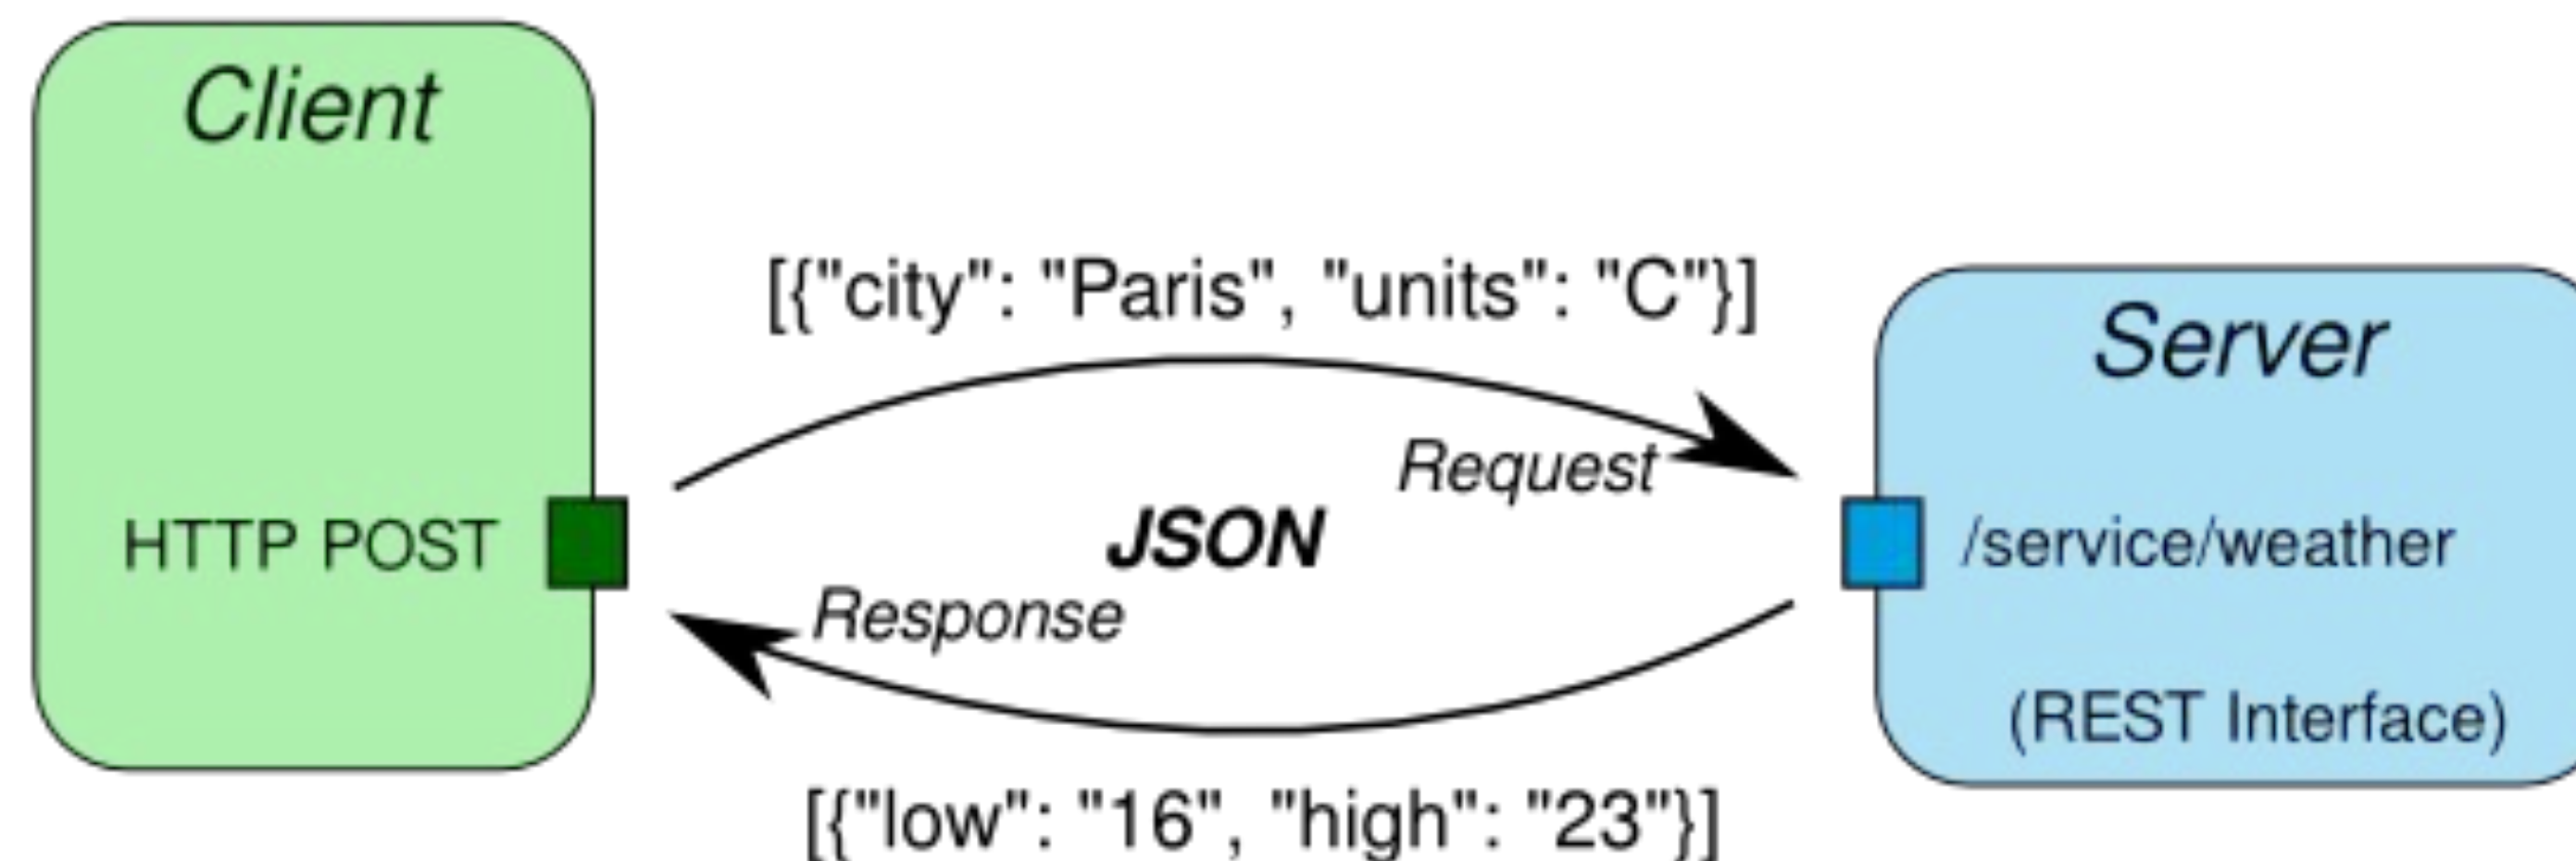 Client
[{"city": "Paris", "units": "C"}]
Server
Request
JSON
HTTP POST
/service/weather
Response
(REST Interface)
[{"low": "16", "high": "23"}]